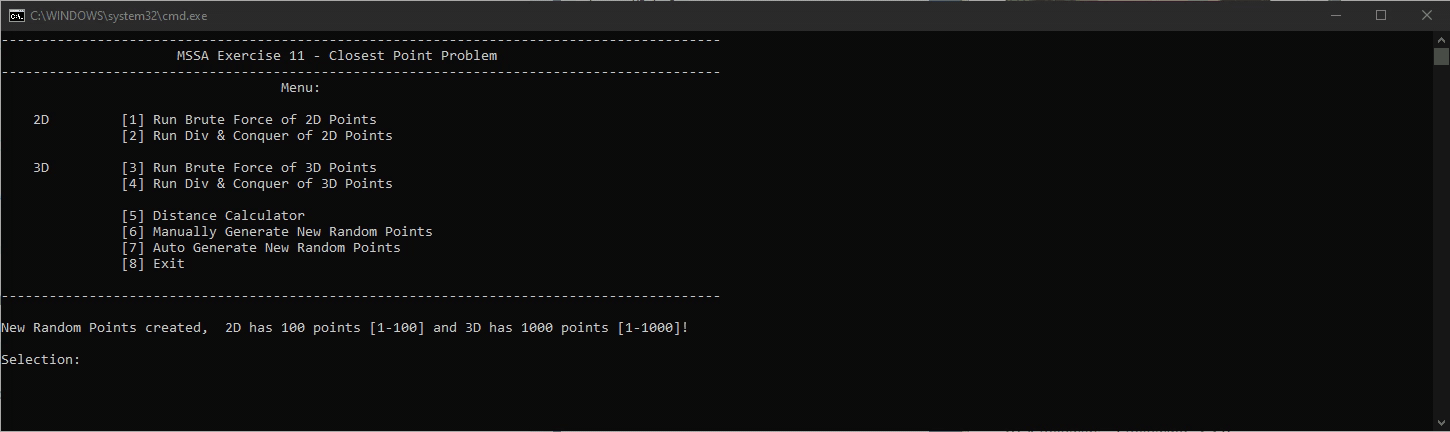 C:\WINDOWS\system32\cmd.exe
------------------------------------------------------------------------------------------
MSSA Exercise 11 - Closest Point Problem
------------------------------------------------------------------------------------------
Menu:
2D [1] Run Brute Force of 2D Points
[2] Run Div & Conquer of 2D Points
3D [3] Run Brute Force of 3D Points
[4] Run Div & Conquer of 3D Points
[5] Distance Calculator
[6] Manually Generate New Random Points
[7] Auto Generate New Random Points
[8] Exit
------------------------------------------------------------------------------------------
New Random Points created,  2D has 100 points [1-100] and 3D has 1000 points [1-1000]!
Selection: